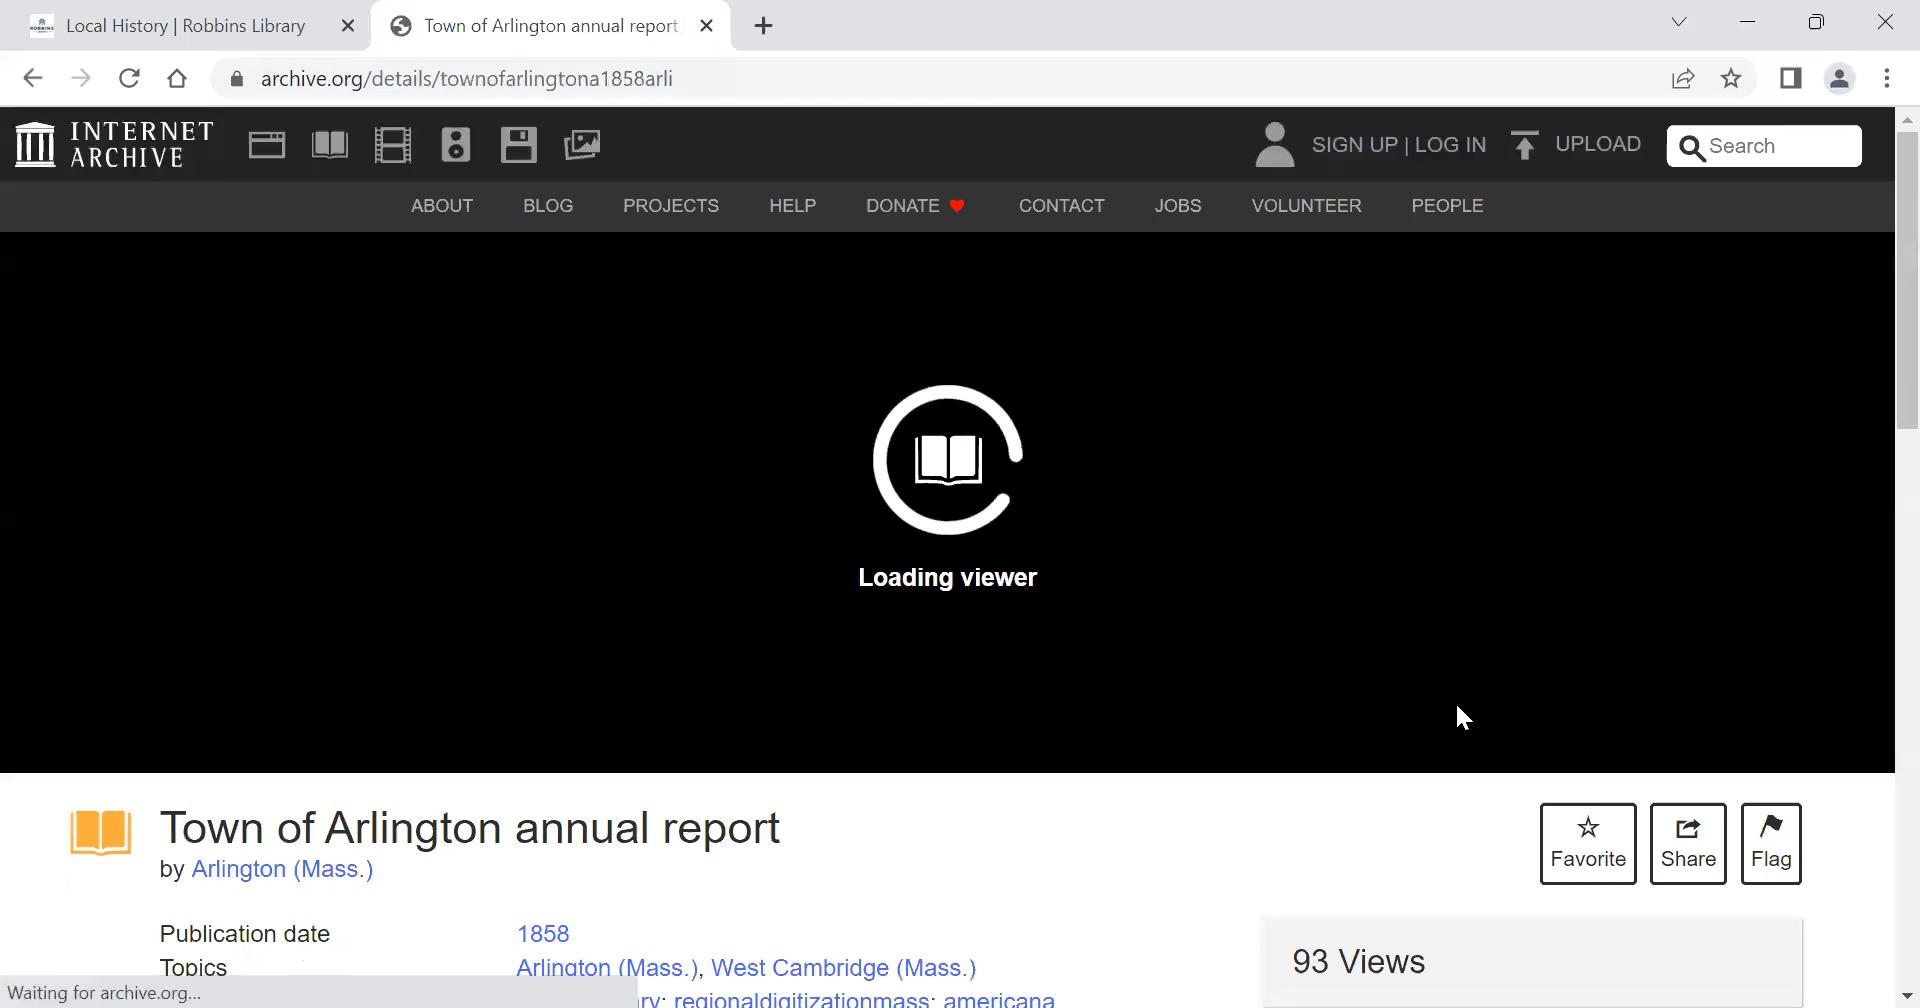 Local History | Robbins Library
Town of Arlington annual report
archive.org/details/townofarlingtona1858arli
INTERNET
ARCHIVE
SIGN UP | LOG IN
UPLOAD
Search
ABOUT BLOG PROJECTS HELP DONATE CONTACT JOBS VOLUNTEER PEOPLE
Loading viewer
Town of Arlington annual report
by Arlington (Mass.)
Favorite
Share
Flag
Publication date 1858
Topics Arlington (Mass.), West Cambridge (Mass.)
regionaldigitizationmass; americana
93 Views
Waiting for archive.org...